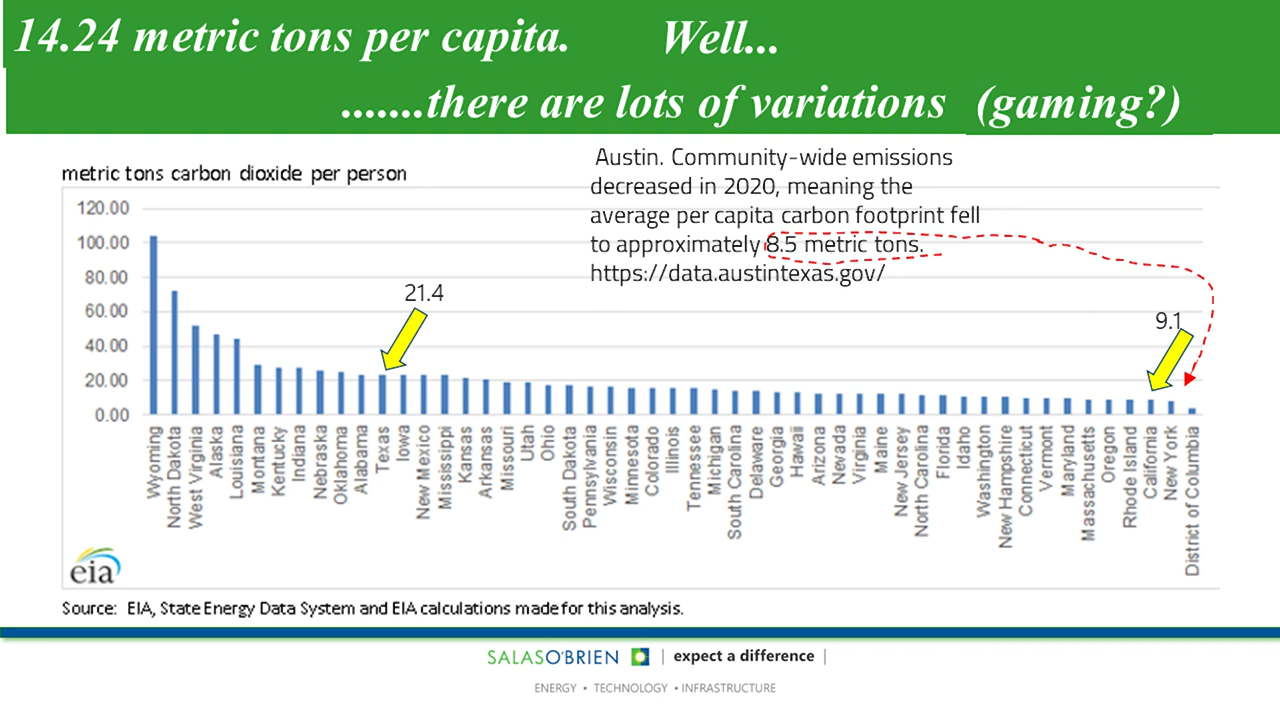 14.24 metric tons per capita. Well...
.......there are lots of variations (gaming?)
metric tons carbon dioxide per person
Austin. Community-wide emissions
decreased in 2020, meaning the
average per capita carbon footprint fell
to approximately 8.5 metric tons.
https://data.austintexas.gov/
120.00
100.00
80.00
60.00
40.00
20.00
0.00
21.4
9.1
Wyoming
North Dakota
West Virginia
Alaska
Louisiana
Montana
Kentucky
Indiana
Nebraska
Oklahoma
Alabama
Texas
Iowa
New Mexico
Mississippi
Kansas
Arkansas
Missouri
Utah
Ohio
South Dakota
Pennsylvania
Wisconsin
Minnesota
Colorado
Illinois
Tennessee
Michigan
South Carolina
Delaware
Georgia
Hawaii
Arizona
Nevada
Virginia
Maine
New Jersey
North Carolina
Florida
Idaho
Washington
New Hampshire
Connecticut
Vermont
Maryland
Massachusetts
Oregon
Rhode Island
California
New York
District of Columbia
eia
Source: EIA, State Energy Data System and EIA calculations made for this analysis.
SALASO'BRIEN | expect a difference |
ENERGY • TECHNOLOGY • INFRASTRUCTURE